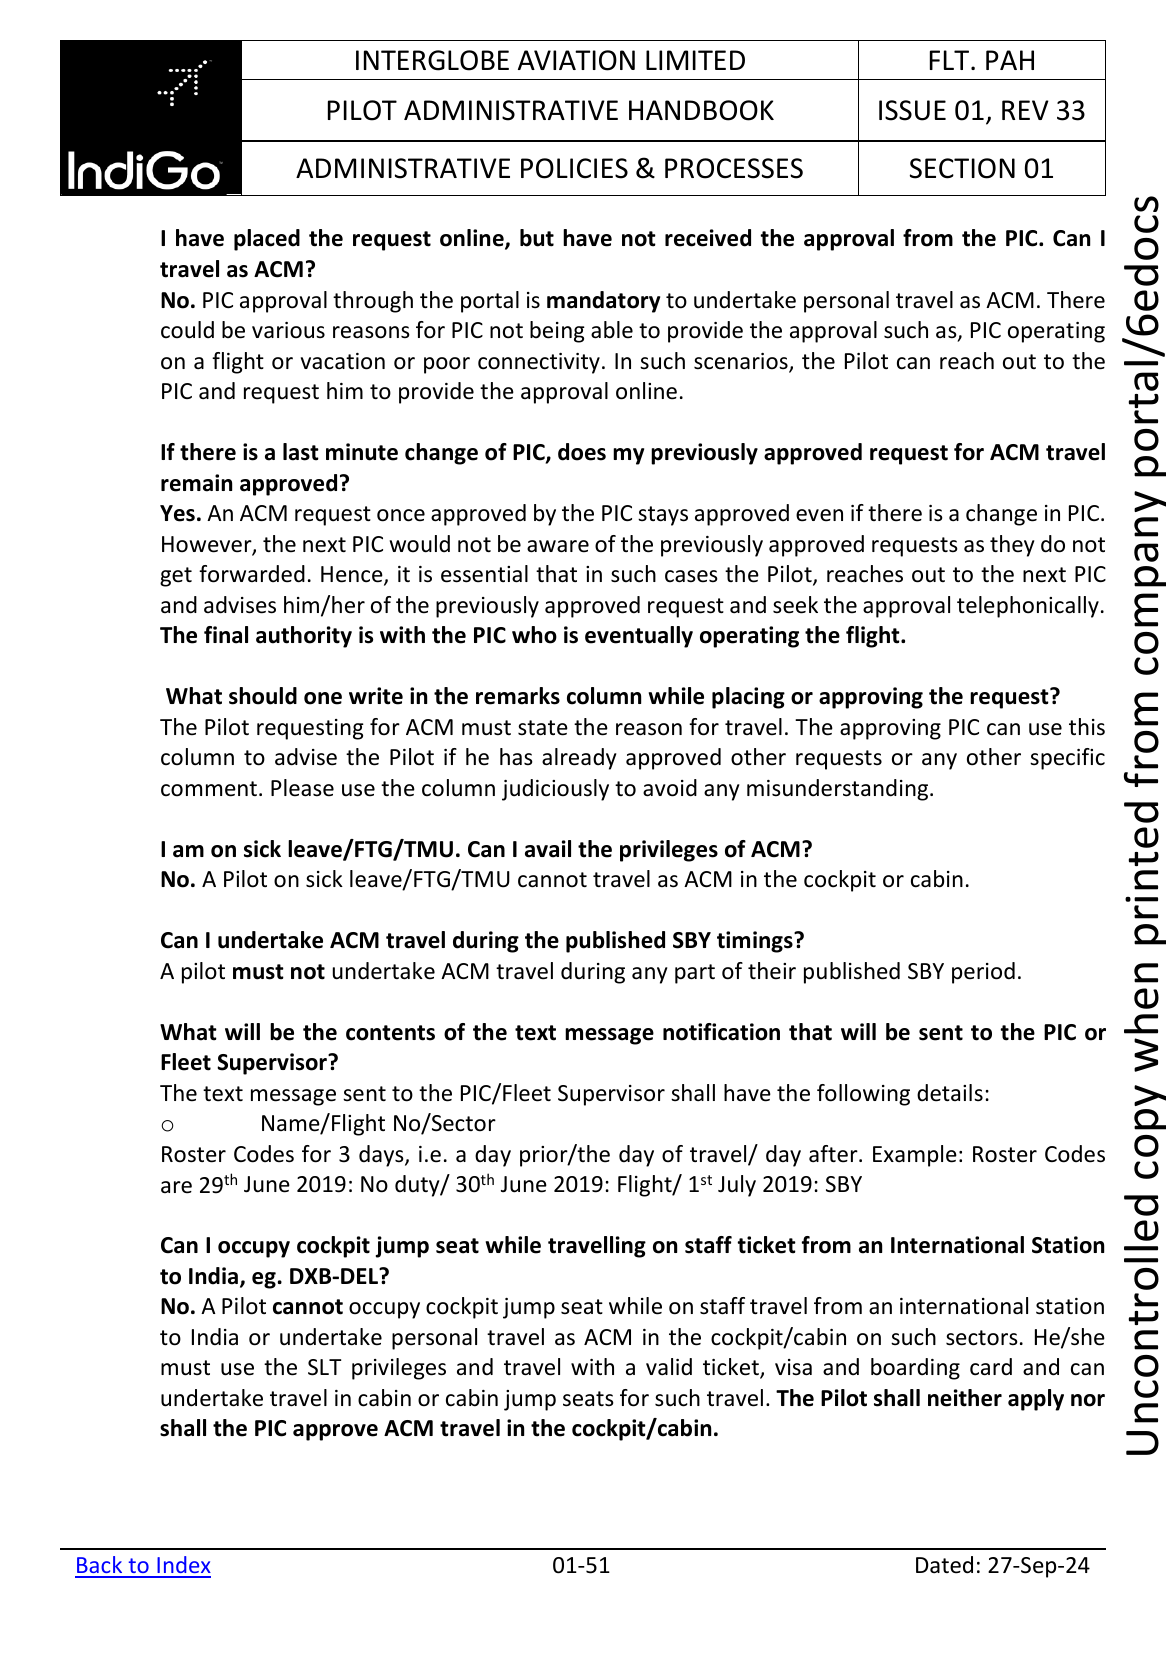 INTERGLOBE AVIATION LIMITED
FLT. PAH
PILOT ADMINISTRATIVE HANDBOOK
ISSUE 01, REV 33
IndiGo
ADMINISTRATIVE POLICIES & PROCESSES
SECTION 01
I have placed the request online, but have not received the approval from the PIC. Can I
travel as ACM?
No. PIC approval through the portal is mandatory to undertake personal travel as ACM. There
could be various reasons for PIC not being able to provide the approval such as, PIC operating
on a flight or vacation or poor connectivity. In such scenarios, the Pilot can reach out to the
PIC and request him to provide the approval online.
If there is a last minute change of PIC, does my previously approved request for ACM travel
remain approved?
Yes. An ACM request once approved by the PIC stays approved even if there is a change in PIC.
However, the next PIC would not be aware of the previously approved requests as they do not
get forwarded. Hence, it is essential that in such cases the Pilot, reaches out to the next PIC
and advises him/her of the previously approved request and seek the approval telephonically.
The final authority is with the PIC who is eventually operating the flight.
What should one write in the remarks column while placing or approving the request?
The Pilot requesting for ACM must state the reason for travel. The approving PIC can use this
column to advise the Pilot if he has already approved other requests or any other specific
comment. Please use the column judiciously to avoid any misunderstanding.
I am on sick leave/FTG/TMU. Can I avail the privileges of ACM?
No. A Pilot on sick leave/FTG/TMU cannot travel as ACM in the cockpit or cabin.
Can I undertake ACM travel during the published SBY timings?
A pilot must not undertake ACM travel during any part of their published SBY period.
What will be the contents of the text message notification that will be sent to the PIC or
Fleet Supervisor?
The text message sent to the PIC/Fleet Supervisor shall have the following details:
o Name/Flight No/Sector
Roster Codes for 3 days, i.e. a day prior/the day of travel/ day after. Example: Roster Codes
are 29th June 2019: No duty/ 30th June 2019: Flight/ 1st July 2019: SBY
Can I occupy cockpit jump seat while travelling on staff ticket from an International Station
to India, eg. DXB-DEL?
No. A Pilot cannot occupy cockpit jump seat while on staff travel from an international station
to India or undertake personal travel as ACM in the cockpit/cabin on such sectors. He/she
must use the SLT privileges and travel with a valid ticket, visa and boarding card and can
undertake travel in cabin or cabin jump seats for such travel. The Pilot shall neither apply nor
shall the PIC approve ACM travel in the cockpit/cabin.
Back to Index
01-51
Dated: 27-Sep-24
Uncontrolled copy when printed from company portal/6edocs